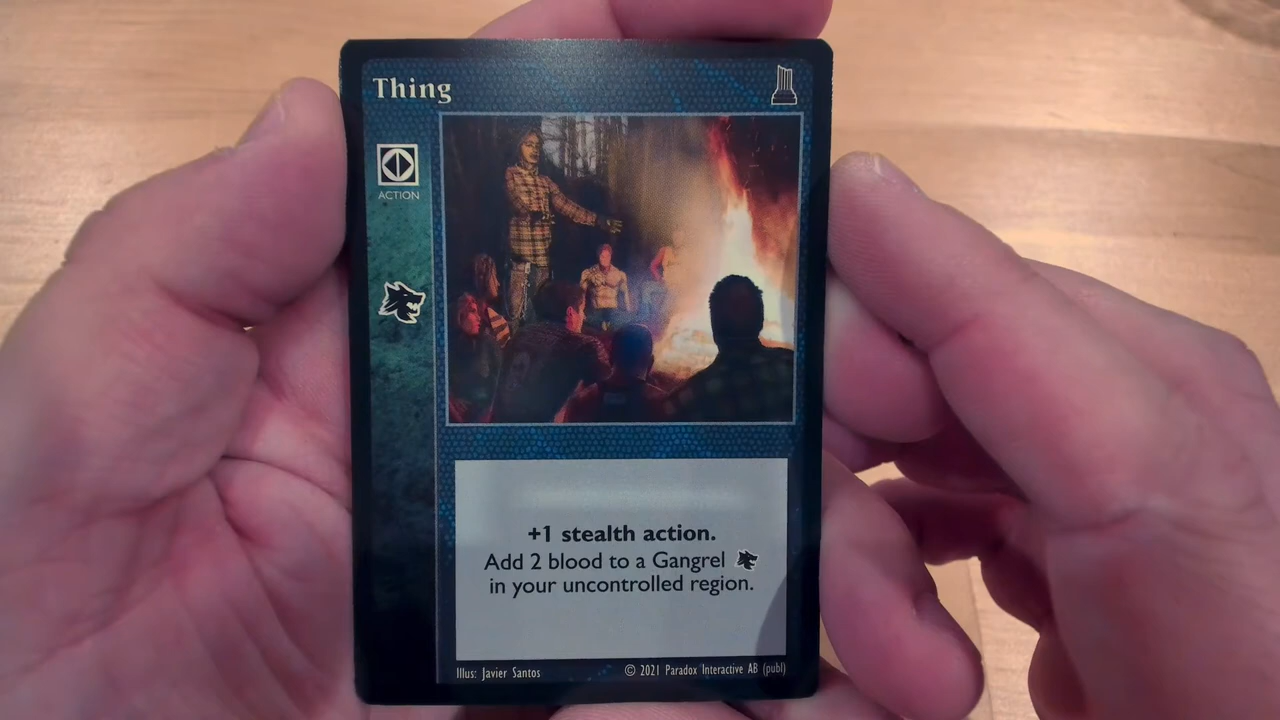 Thing
ACTION
+1 stealth action.
Add 2 blood to a Gangrel
in your uncontrolled region.
Illus: Javier Santos
© 2021 Paradox Interactive AB (publ)